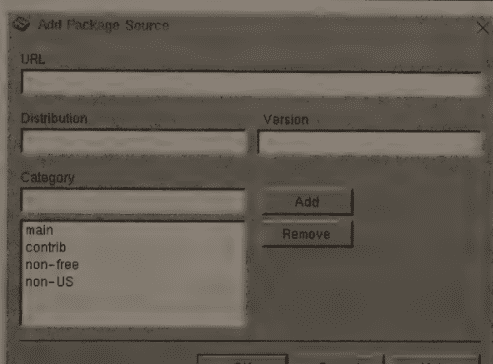 Add Package Source
URL
Distribution Version
Category
Add
main
Remove
contrib
non-free
non-US